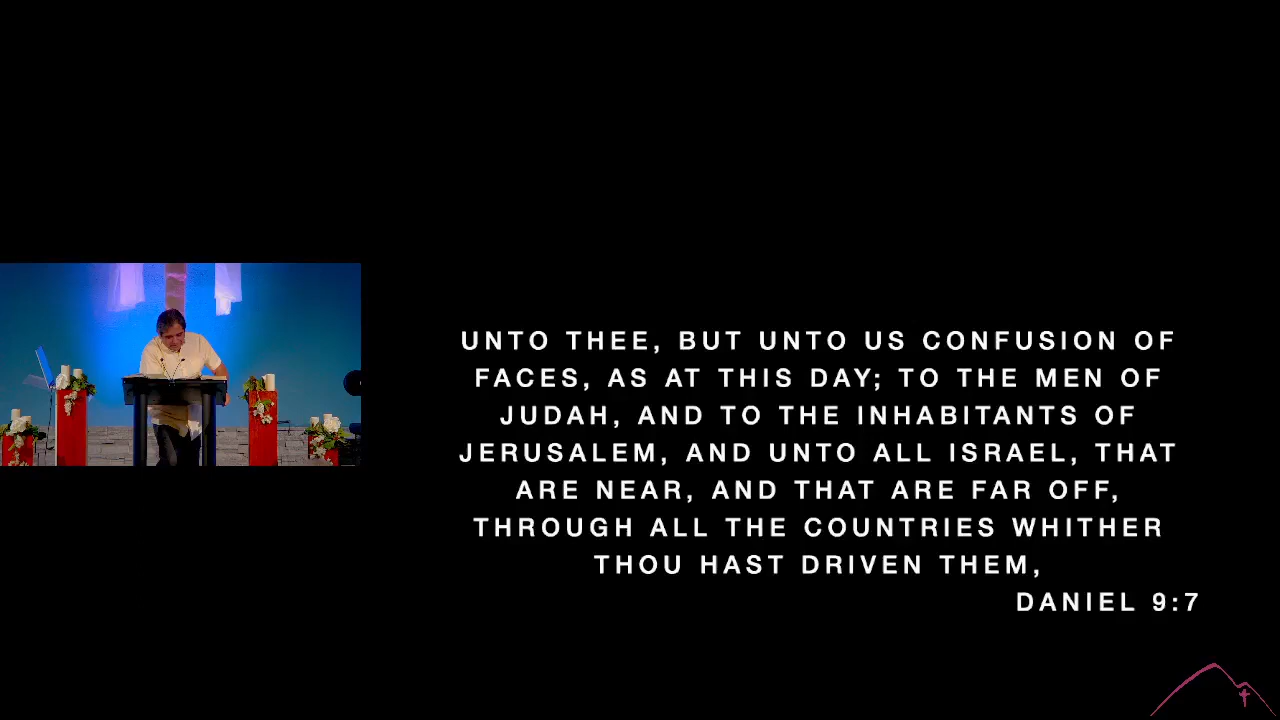 UNTO THEE, BUT UNTO US CONFUSION OF
FACES, AS AT THIS DAY; TO THE MEN OF
JUDAH, AND TO THE INHABITANTS OF
JERUSALEM, AND UNTO ALL ISRAEL, THAT
ARE NEAR, AND THAT ARE FAR OFF,
THROUGH ALL THE COUNTRIES WHITHER
THOU HAST DRIVEN THEM,
DANIEL 9:7